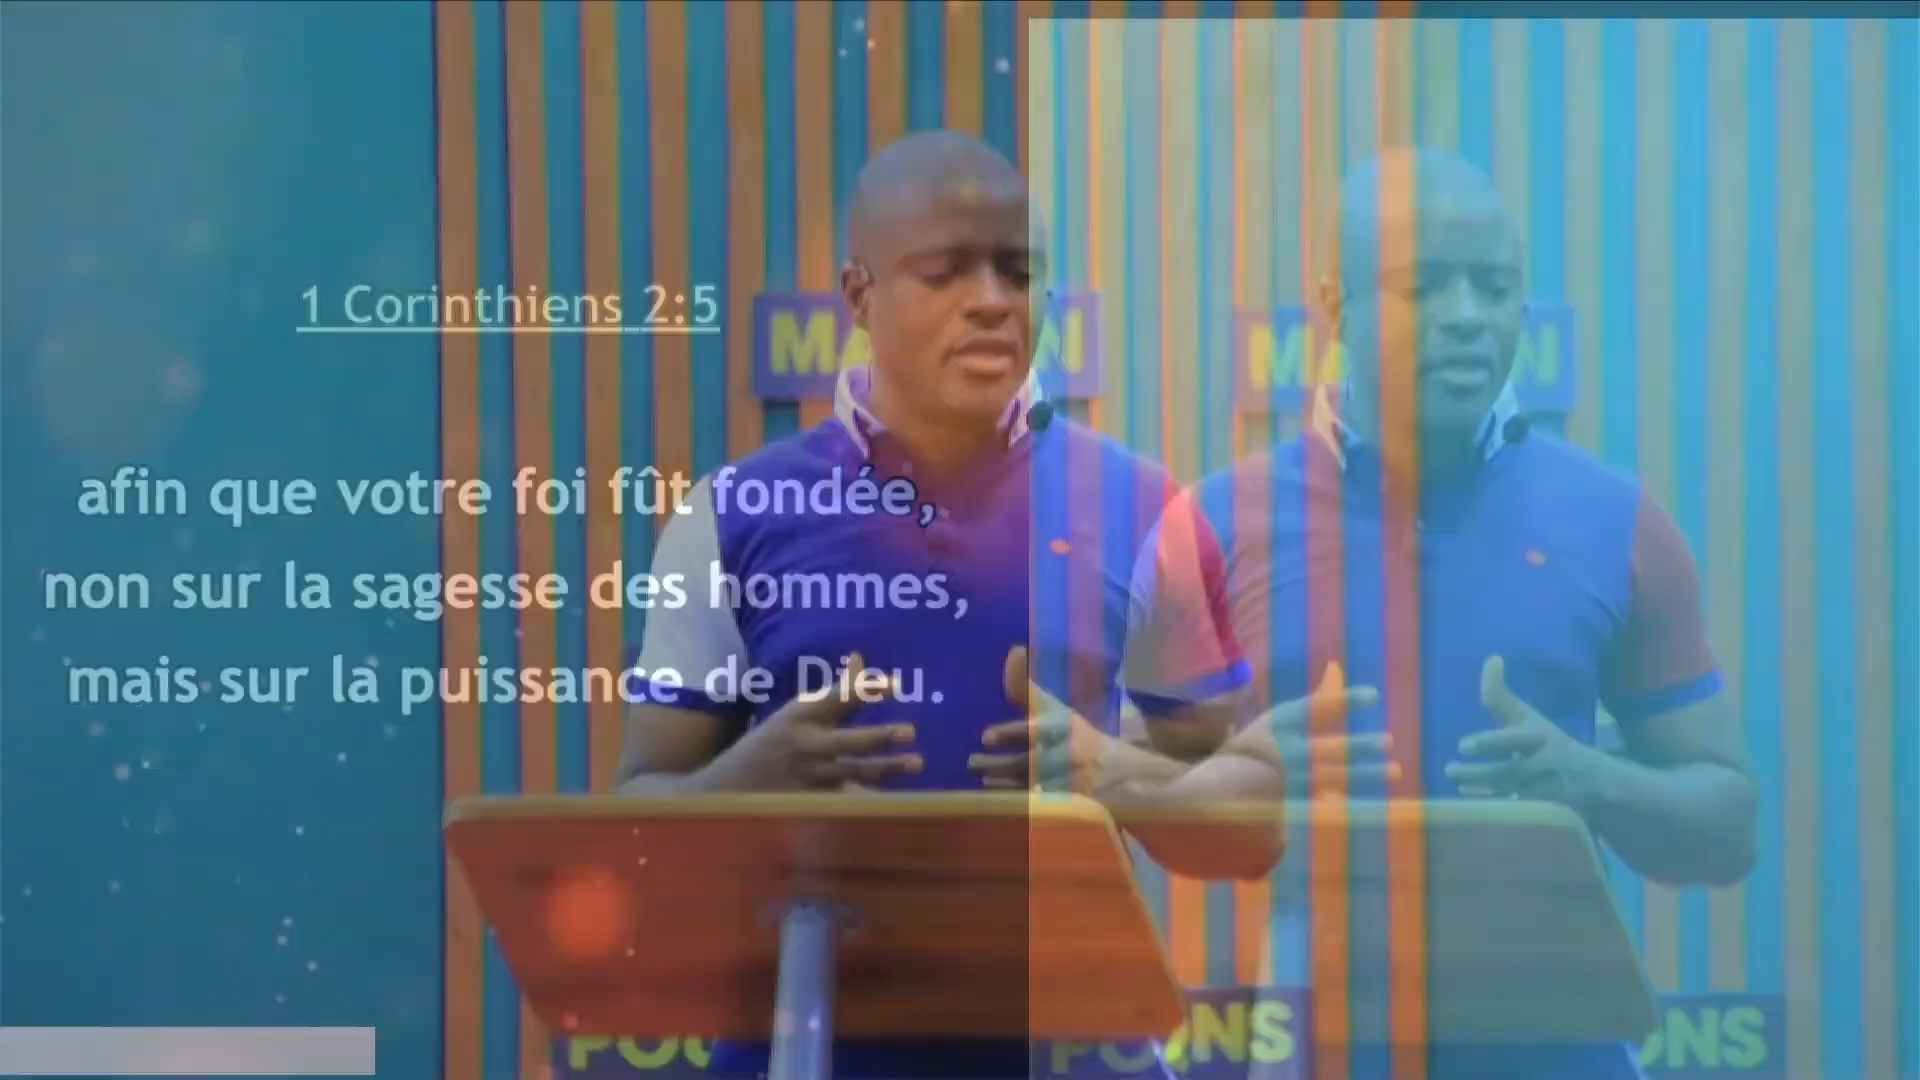 1 Corinthiens 2:5
afin que votre foi fût fondée,
non sur la sagesse des hommes,
mais sur la puissance de Dieu.